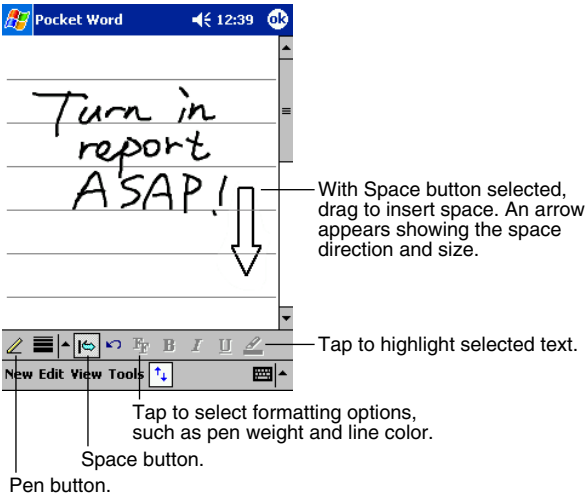 Pocket Word 12:39 ok
Turn in
report
ASAP!
With Space button selected,
drag to insert space. An arrow
appears showing the space
direction and size.
FF B I U
Tap to highlight selected text.
New Edit View Tools
Tap to select formatting options,
such as pen weight and line color.
Space button.
Pen button.